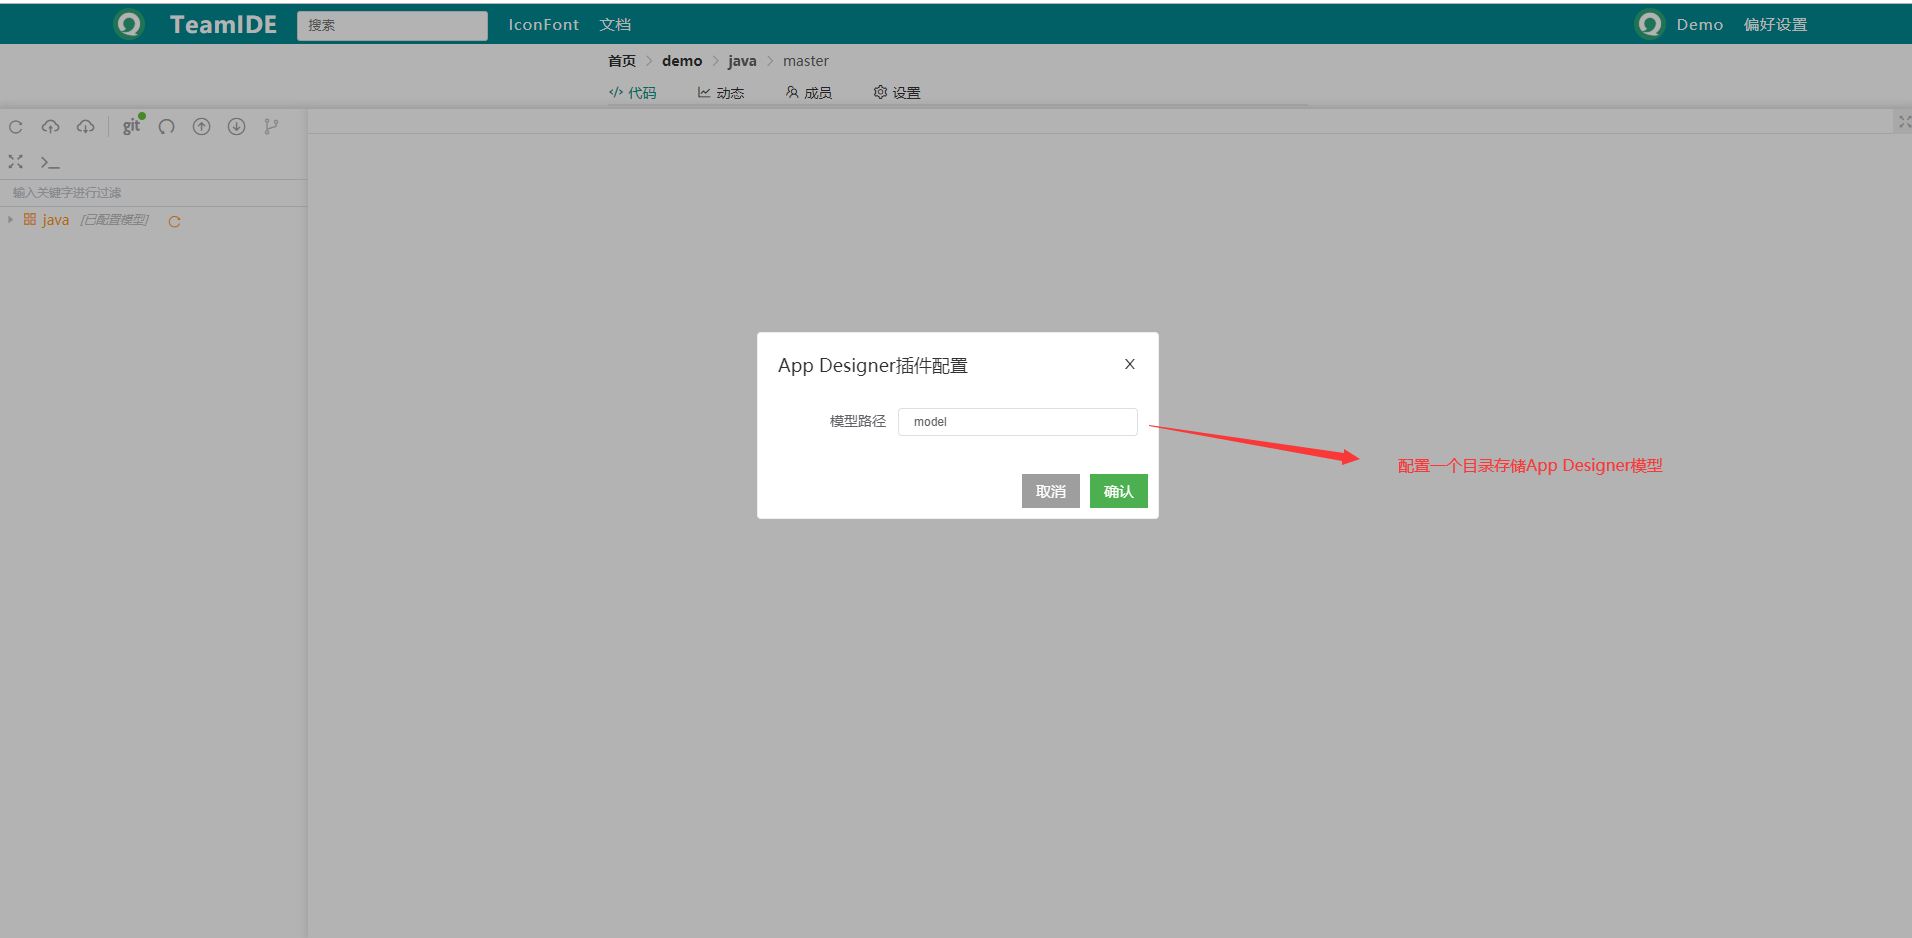 TeamIDE 搜索 IconFont 文档 Demo 偏好设置
首页 demo java master
代码 动态 成员 设置
git
输入关键字进行过滤
java [已配置模型]
App Designer插件配置 X
模型路径 model
配置一个目录存储App Designer模型
取消 确认